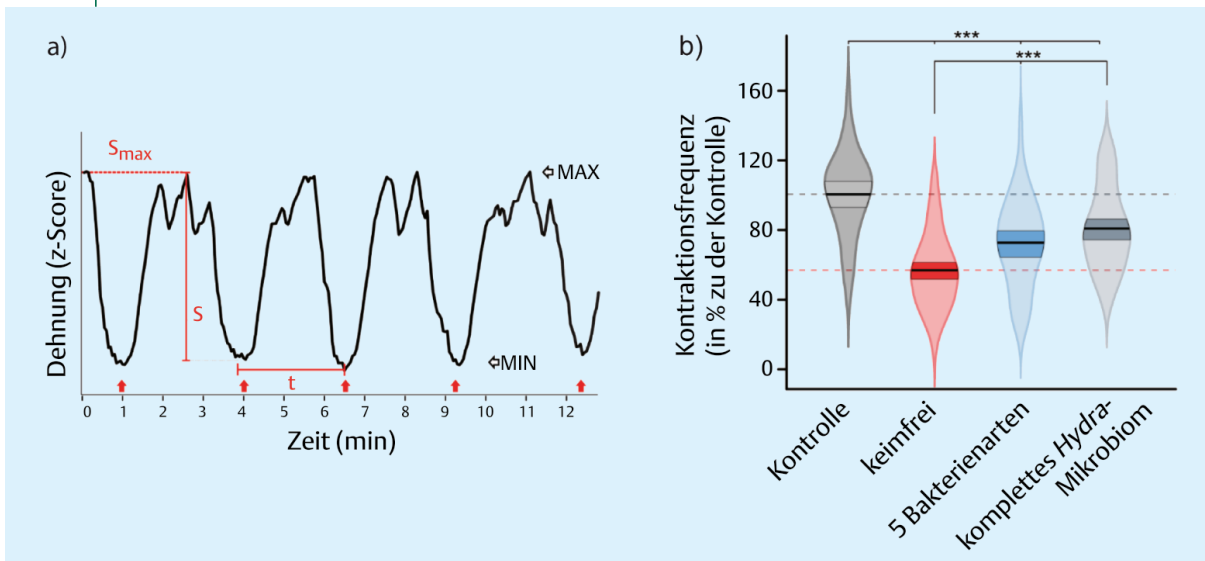 a)
Dehnung (z-Score)
Smax
S
t
MAX
MIN
0 1 2 3 4 5 6 7 8 9 10 11 12
Zeit (min)
b)
Kontraktionsfrequenz
(in % zu der Kontrolle)
160
120
80
40
0
***
***
Kontrolle
keimfrei
5 Bakterienarten
komplettes Hydra-
Mikrobiom